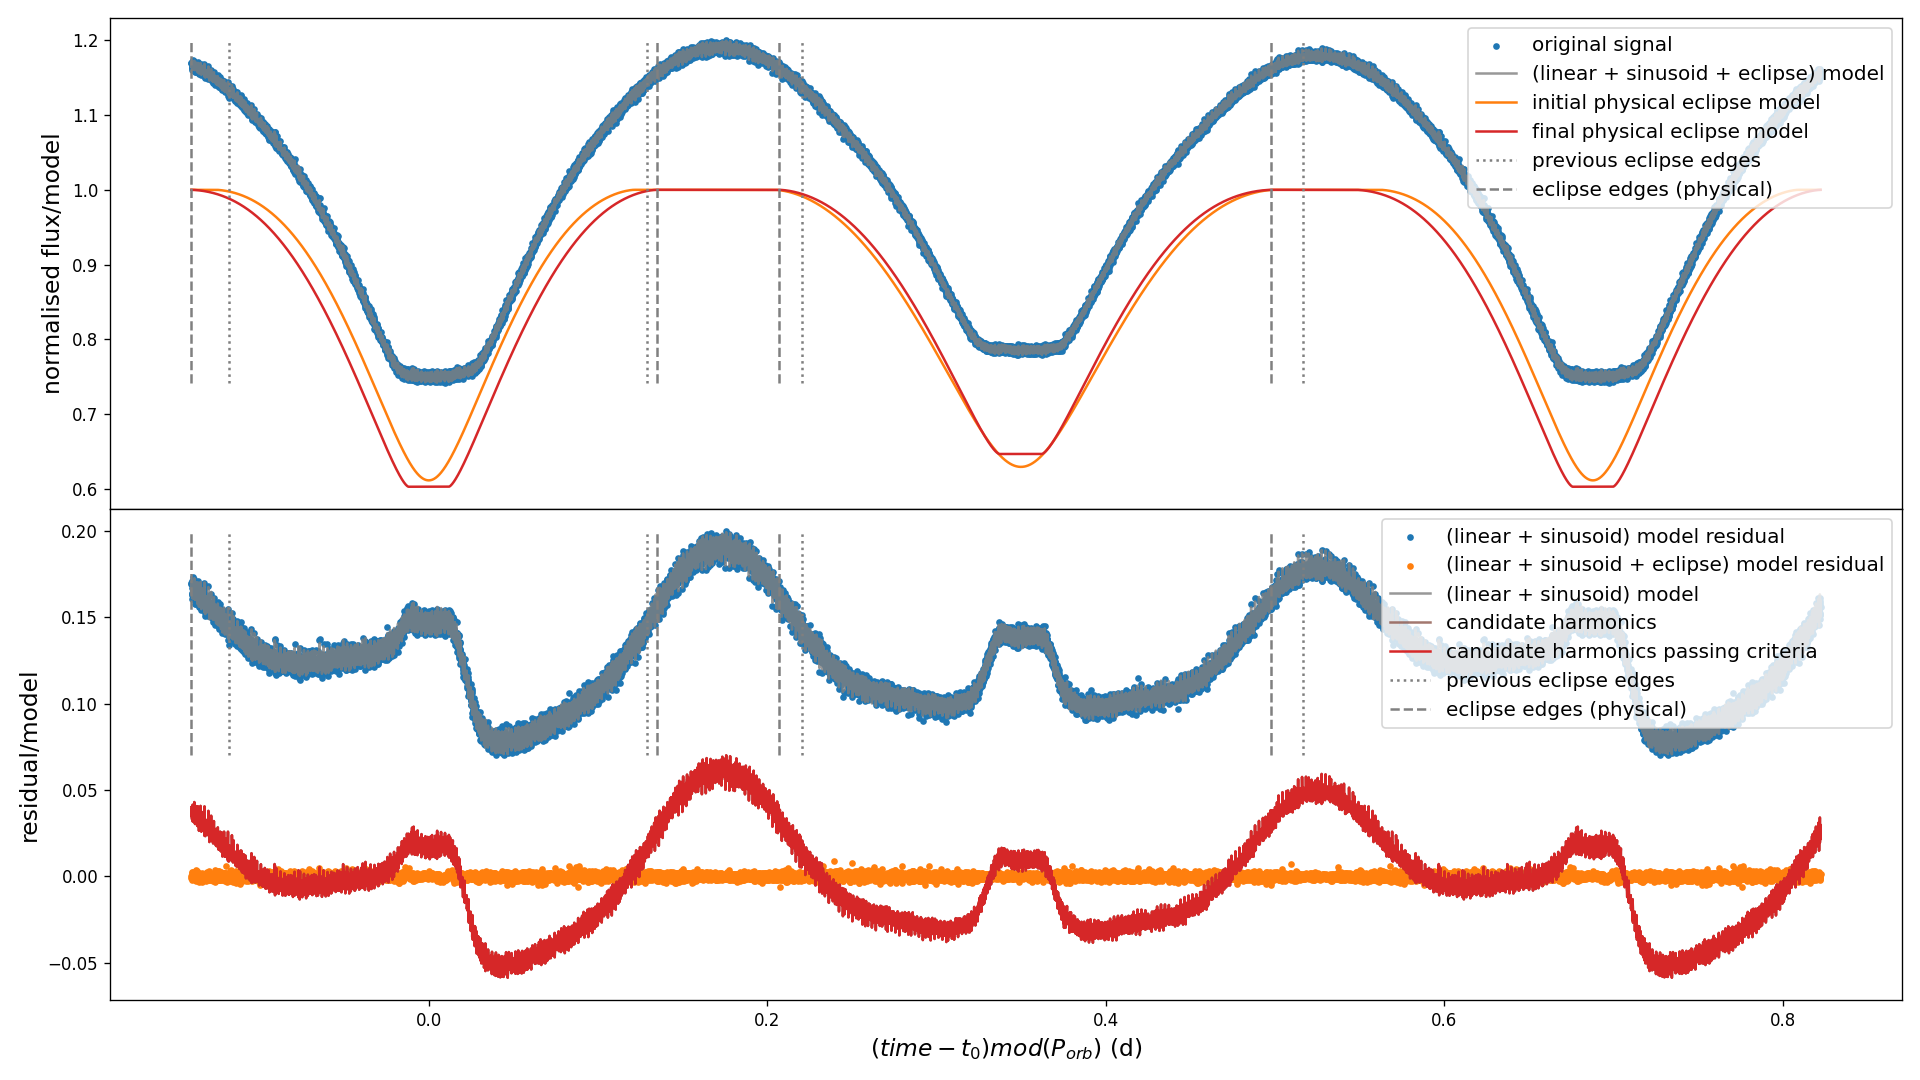 normalised flux/model
1.2
1.1
1.0
0.9
0.8
0.7
0.6
original signal
(linear + sinusoid + eclipse) model
initial physical eclipse model
final physical eclipse model
previous eclipse edges
eclipse edges (physical)
residual/model
0.20
0.15
0.10
0.05
0.00
−0.05
(linear + sinusoid) model residual
(linear + sinusoid + eclipse) model residual
(linear + sinusoid) model
candidate harmonics
candidate harmonics passing criteria
previous eclipse edges
eclipse edges (physical)
0.0 0.2 0.4 0.6 0.8
(time − t₀)mod(Pₒᵣb) (d)